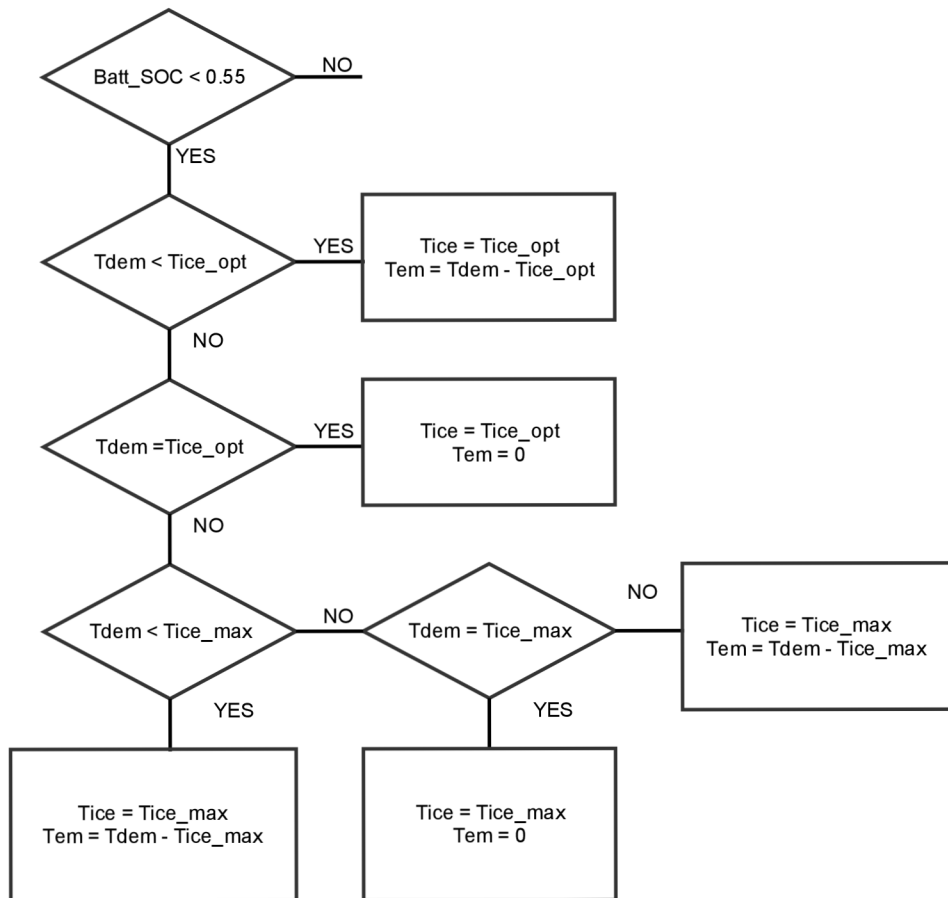 Batt_SOC < 0.55
NO
YES
Tdem < Tice_opt
YES
Tice = Tice_opt
Tem = Tdem - Tice_opt
NO
Tdem =Tice_opt
YES
Tice = Tice_opt
Tem = 0
NO
Tdem < Tice_max
NO
Tdem = Tice_max
NO
Tice = Tice_max
Tem = Tdem - Tice_max
YES
YES
Tice = Tice_max
Tem = Tdem - Tice_max
Tice = Tice_max
Tem = 0